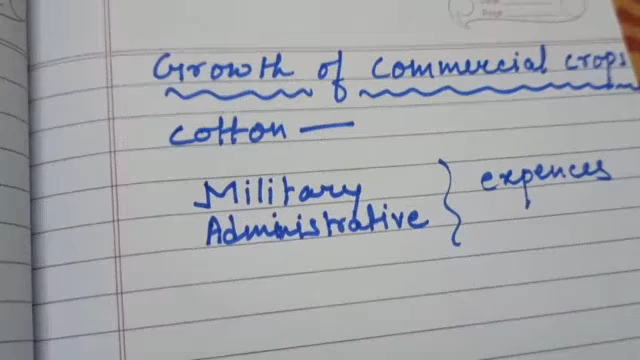 Growth of commercial crops
cotton —
Military
Administrative } expences